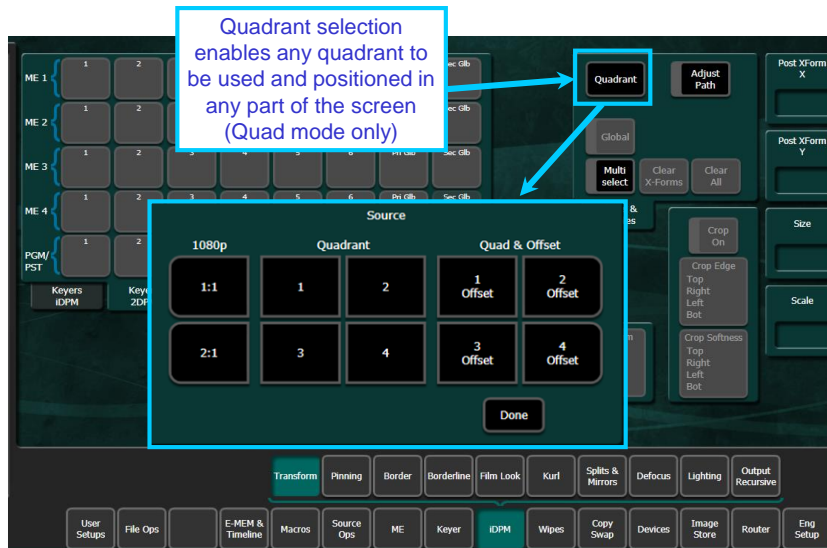 Quadrant selection
enables any quadrant to
be used and positioned in
any part of the screen
(Quad mode only)
ME 1
1
2
ec Glb
ME 2
1
2
Sec Glb
ME 3
1
2
3
4
5
6
Pri Glb
Sec Glb
ME 4
1
2
3
4
5
6
Pri Glb
Sec Glb
PGM/
PST
1
2
Keyers
iDPM
Quadrant
Adjust
Path
Global
Multi
select
Clear
X-Forms
Clear
All
&
es
Crop
On
Crop Edge
Top
Right
Left
Bot
Crop Softness
Top
Right
Left
Bot
Post XForm
X
Post XForm
Y
Size
Scale
Source
1080p
Quadrant
Quad & Offset
1:1
1
2
1
Offset
2
Offset
2:1
3
4
3
Offset
4
Offset
Done
Transform
Pinning
Border
Borderline
Film Look
Kurl
Splits &
Mirrors
Defocus
Lighting
Output
Recursive
User
Setups
File Ops
E-MEM &
Timeline
Macros
Source
Ops
ME
Keyer
iDPM
Wipes
Copy
Swap
Devices
Image
Store
Router
Eng
Setup